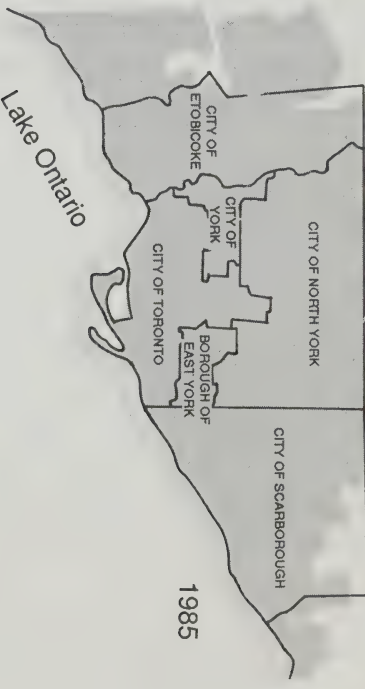 CITY OF NORTH YORK
CITY OF SCARBOROUGH
CITY OF
ETOBICOKE
CITY OF
YORK
BOROUGH OF
EAST YORK
CITY OF TORONTO
Lake Ontario
1985